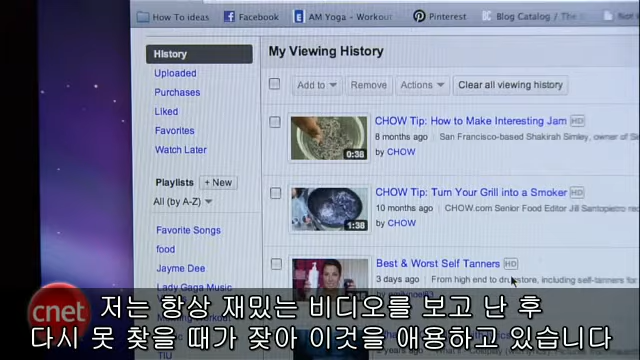 How To ideas
Facebook
AM Yoga - Workout
Pinterest
Blog Catalog / The
Not
History
Uploaded
Purchases
Liked
Favorites
Watch Later
Playlists
+ New
All (by A-Z)
Favorite Songs
food
Jayme Dee
Lady Gaga Music
TIU
My Viewing History
Add to
Remove
Actions
Clear all viewing history
CHOW Tip: How to Make Interesting Jam HD
8 months ago San Francisco-based Shakirah Simley, owner of
by CHOW
0:38
CHOW Tip: Turn Your Grill into a Smoker HD
10 months ago CHOW.com Senior Food Editor Jill Santopietro
by CHOW
1:38
Best & Worst Self Tanners HD
3 days ago From high end to drugstore, including self-tanners for
cnet
저는 항상 재밌는 비디오를 보고 난 후
다시 못 찾을 때가 잦아 이것을 애용하고 있습니다